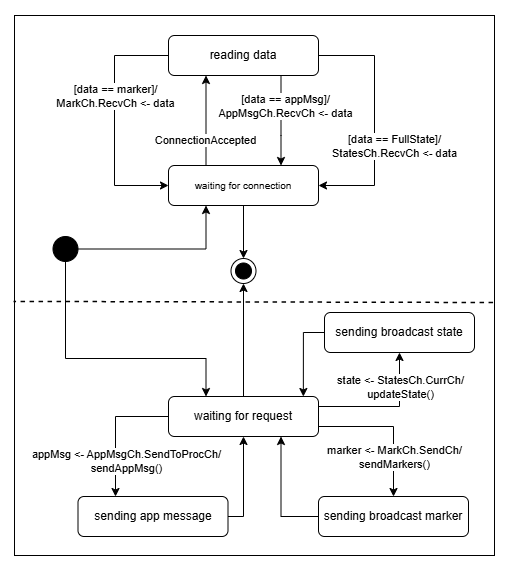 reading data
[data == marker]/
MarkCh.RecvCh <- data
[data == appMsg]/
AppMsgCh.RecvCh <- data
ConnectionAccepted
[data == FullState]/
StatesCh.RecvCh <- data
waiting for connection
sending broadcast state
state <- StatesCh.CurrCh/
updateState()
waiting for request
appMsg <- AppMsgCh.SendToProcCh/
sendAppMsg()
marker <- MarkCh.SendCh/
sendMarkers()
sending app message
sending broadcast marker